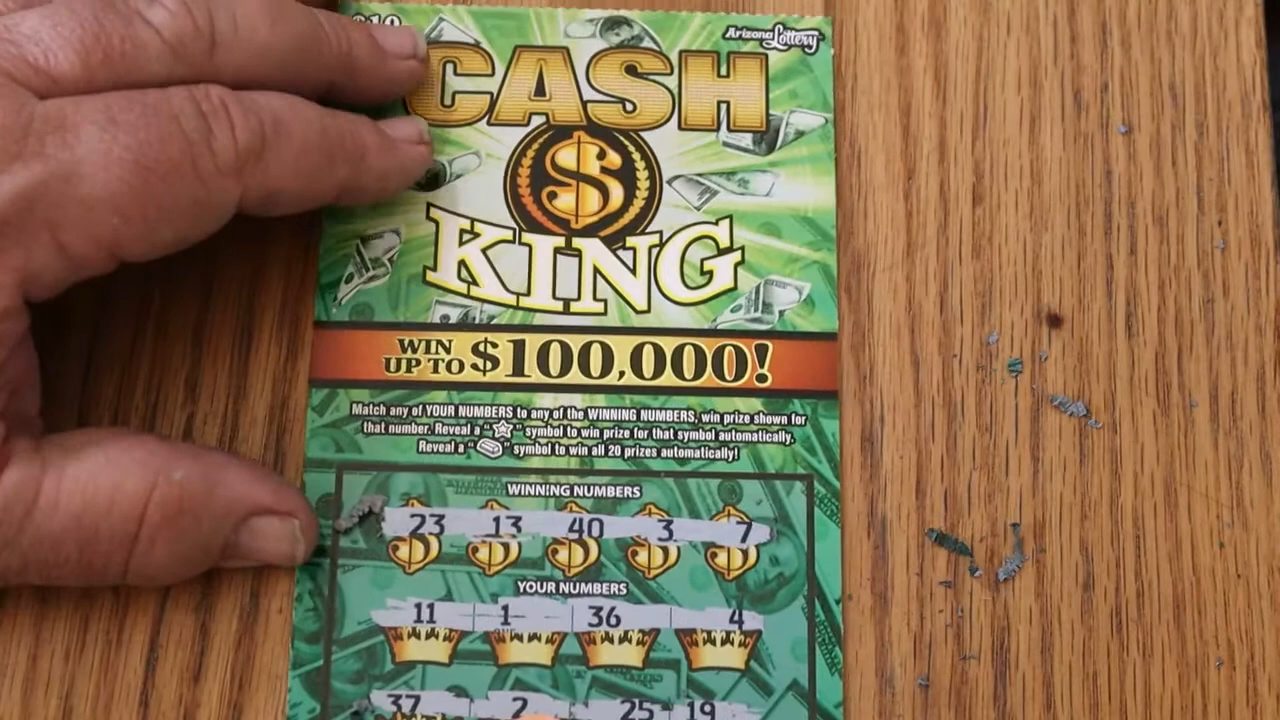 $10
Arizona Lottery
CASH
$
KING
WIN UP TO $100,000!
Match any of YOUR NUMBERS to any of the WINNING NUMBERS, win prize shown for
that number. Reveal a " " symbol to win prize for that symbol automatically.
Reveal a " " symbol to win all 20 prizes automatically!
WINNING NUMBERS
23 13 40 3 7
$ $ $ $ $
YOUR NUMBERS
11 1 36 4
37 2 25 19